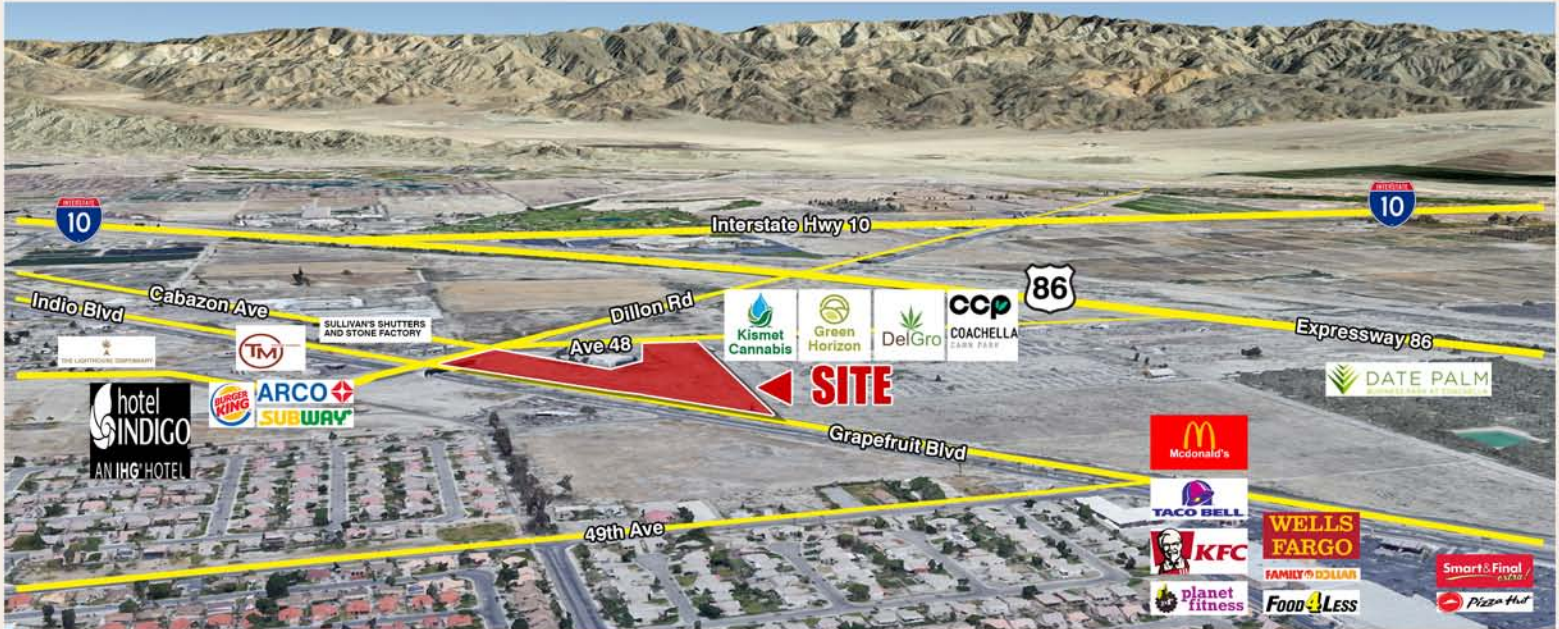 INTERSTATE
10
INTERSTATE
10
Interstate Hwy 10
86
Cabazon Ave
Indio Blvd
Dillon Rd
Expressway 86
SULLIVAN'S SHUTTERS
AND STONE FACTORY
THE LIGHTHOUSE DISPENSARY
TM
Ave 48
Kismet
Cannabis
Green
Horizon
DelGro
CCP
COACHELLA
CANN PARK
SITE
DATE PALM
BUSINESS PARK AT COACHELLA
hotel
INDIGO
AN IHG® HOTEL
BURGER
KING
ARCO
SUBWAY
Grapefruit Blvd
49th Ave
Mcdonald's
TACO BELL
KFC
planet
fitness
WELLS
FARGO
FAMILY DOLLAR
FOOD 4 LESS
Smart&Final
extra!
Pizza Hut